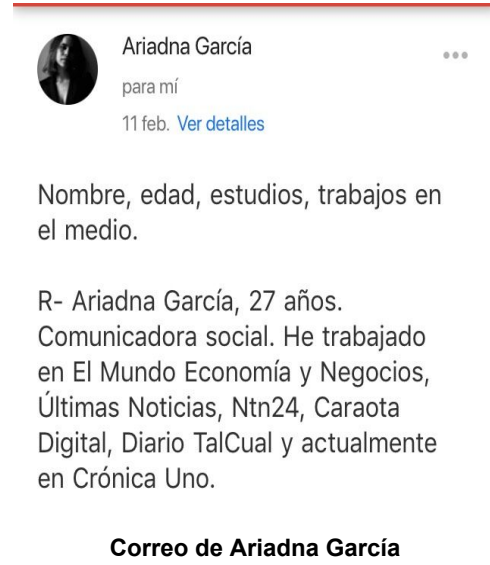 Ariadna García
para mí
11 feb. Ver detalles
Nombre, edad, estudios, trabajos en
el medio.
R- Ariadna García, 27 años.
Comunicadora social. He trabajado
en El Mundo Economía y Negocios,
Últimas Noticias, Ntn24, Caraota
Digital, Diario TalCual y actualmente
en Crónica Uno.
Correo de Ariadna García